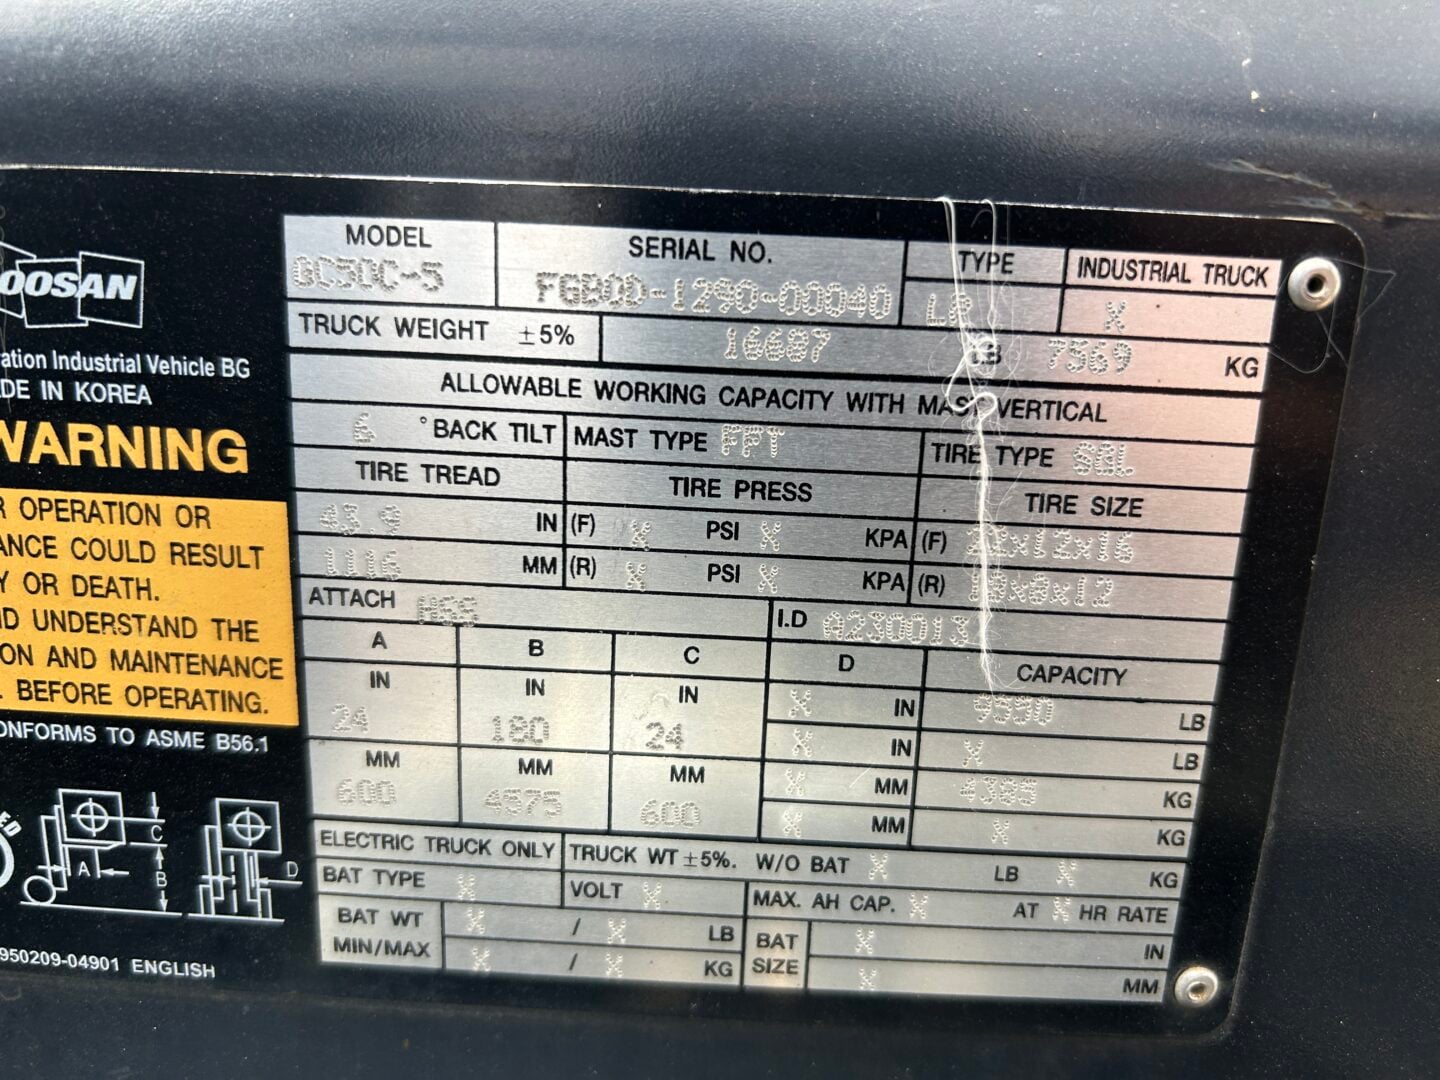 OOSAN
ation Industrial Vehicle BG
DE IN KOREA
WARNING
R OPERATION OR
ANCE COULD RESULT
Y OR DEATH.
ND UNDERSTAND THE
ON AND MAINTENANCE
L BEFORE OPERATING.
ONFORMS TO ASME B56.1
A C B D
950209-04901 ENGLISH
MODEL SERIAL NO. TYPE INDUSTRIAL TRUCK
GC50C-5 FGB0D-1290-00040 LP X
TRUCK WEIGHT ±5% 16687 LB 7569 KG
ALLOWABLE WORKING CAPACITY WITH MAST VERTICAL
6 ° BACK TILT MAST TYPE FFT TIRE TYPE SGL
TIRE TREAD TIRE PRESS TIRE SIZE
43.9 IN (F) X PSI X KPA (F) 22x12x16
1116 MM (R) X PSI X KPA (R) 18x8x12
ATTACH HSS I.D A230013
A B C D CAPACITY
IN IN IN X IN 9550 LB
24 180 24 X IN X LB
MM MM MM X MM 4385 KG
600 4575 600 X MM X KG
ELECTRIC TRUCK ONLY TRUCK WT ±5%. W/O BAT X LB X KG
BAT TYPE X VOLT X MAX. AH CAP. X AT X HR RATE
BAT WT MIN/MAX X / X LB BAT SIZE X IN
X / X KG X MM